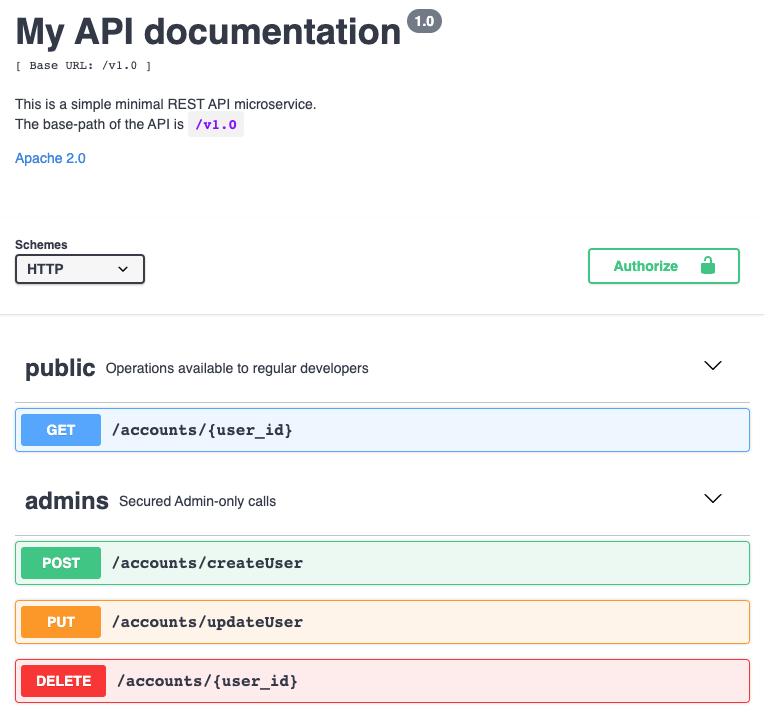 My API documentation 1.0
[ Base URL: /v1.0 ]
This is a simple minimal REST API microservice.
The base-path of the API is /v1.0
Apache 2.0
Schemes
HTTP
Authorize
public Operations available to regular developers
GET /accounts/{user_id}
admins Secured Admin-only calls
POST /accounts/createUser
PUT /accounts/updateUser
DELETE /accounts/{user_id}